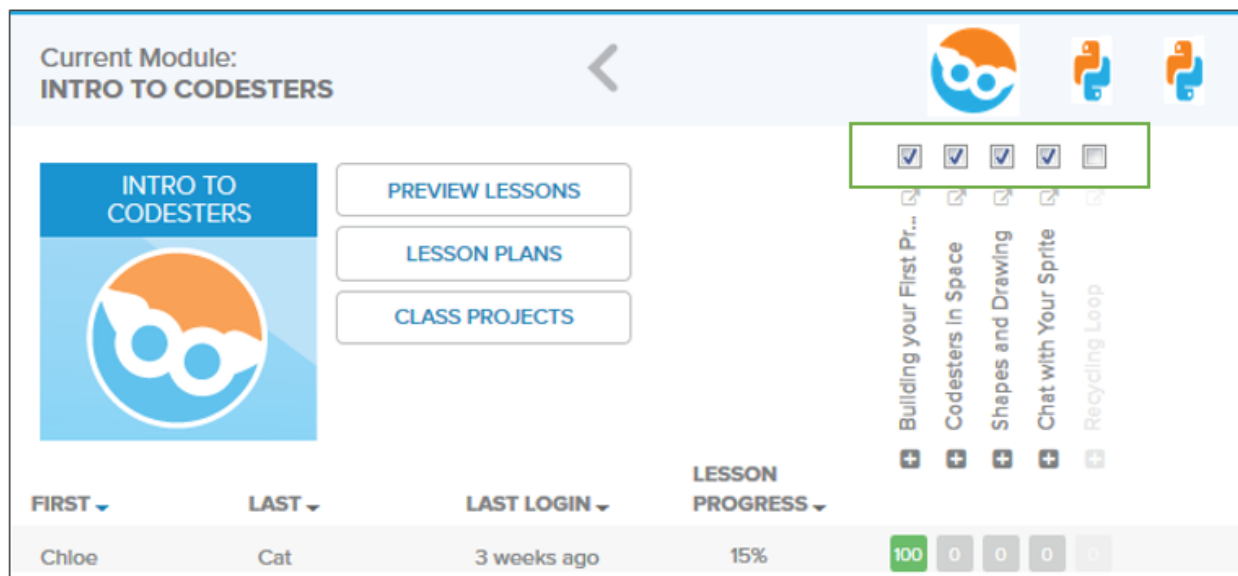 Current Module:
INTRO TO CODESTERS
INTRO TO
CODESTERS
PREVIEW LESSONS
LESSON PLANS
CLASS PROJECTS
Building your First Pr...
Codesters In Space
Shapes and Drawing
Chat with Your Sprite
Recycling Loop
FIRST
LAST
LAST LOGIN
LESSON
PROGRESS
Chloe
Cat
3 weeks ago
15%
100
0
0
0
0